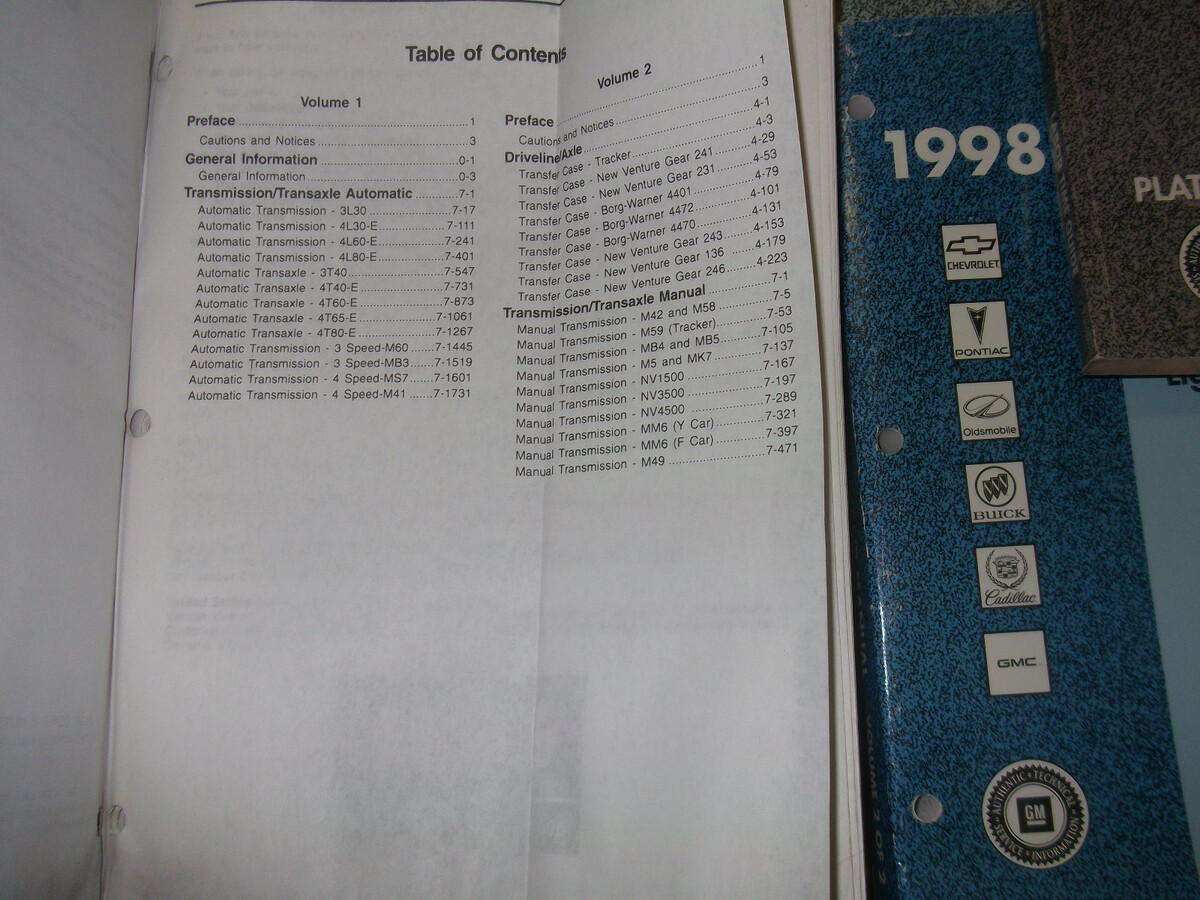 Table of Contents
Volume 1
Preface 1
Cautions and Notices 3
General Information 0-1
General Information 0-3
Transmission/Transaxle Automatic 7-1
Automatic Transmission - 3L30 7-17
Automatic Transmission - 4L30-E 7-111
Automatic Transmission - 4L60-E 7-241
Automatic Transmission - 4L80-E 7-401
Automatic Transaxle - 3T40 7-547
Automatic Transaxle - 4T40-E 7-731
Automatic Transaxle - 4T60-E 7-873
Automatic Transaxle - 4T65-E 7-1061
Automatic Transaxle - 4T80-E 7-1267
Automatic Transmission - 3 Speed-M60 7-1445
Automatic Transmission - 3 Speed-MB3 7-1519
Automatic Transmission - 4 Speed-MS7 7-1601
Automatic Transmission - 4 Speed-M41 7-1731
Volume 2
Preface 1
Cautions and Notices 3
Driveline/Axle 4-1
Transfer Case - Tracker 4-3
Transfer Case - New Venture Gear 241 4-29
Transfer Case - New Venture Gear 231 4-53
Transfer Case - Borg-Warner 4401 4-79
Transfer Case - Borg-Warner 4472 4-101
Transfer Case - Borg-Warner 4470 4-131
Transfer Case - New Venture Gear 243 4-153
Transfer Case - New Venture Gear 136 4-179
Transfer Case - New Venture Gear 246 4-223
Transmission/Transaxle Manual 7-1
Manual Transmission - M42 and M58 7-5
Manual Transmission - M59 (Tracker) 7-53
Manual Transmission - MB4 and MB5 7-105
Manual Transmission - M5 and MK7 7-137
Manual Transmission - NV1500 7-167
Manual Transmission - NV3500 7-197
Manual Transmission - NV4500 7-289
Manual Transmission - MM6 (Y Car) 7-321
Manual Transmission - MM6 (F Car) 7-397
Manual Transmission - M49 7-471
1998
CHEVROLET
PONTIAC
Oldsmobile
BUICK
Cadillac
GMC
AUTHENTIC TECHNICAL
GM
SERVICE INFORMATION
VOLUME 2 OF 2
PLAT